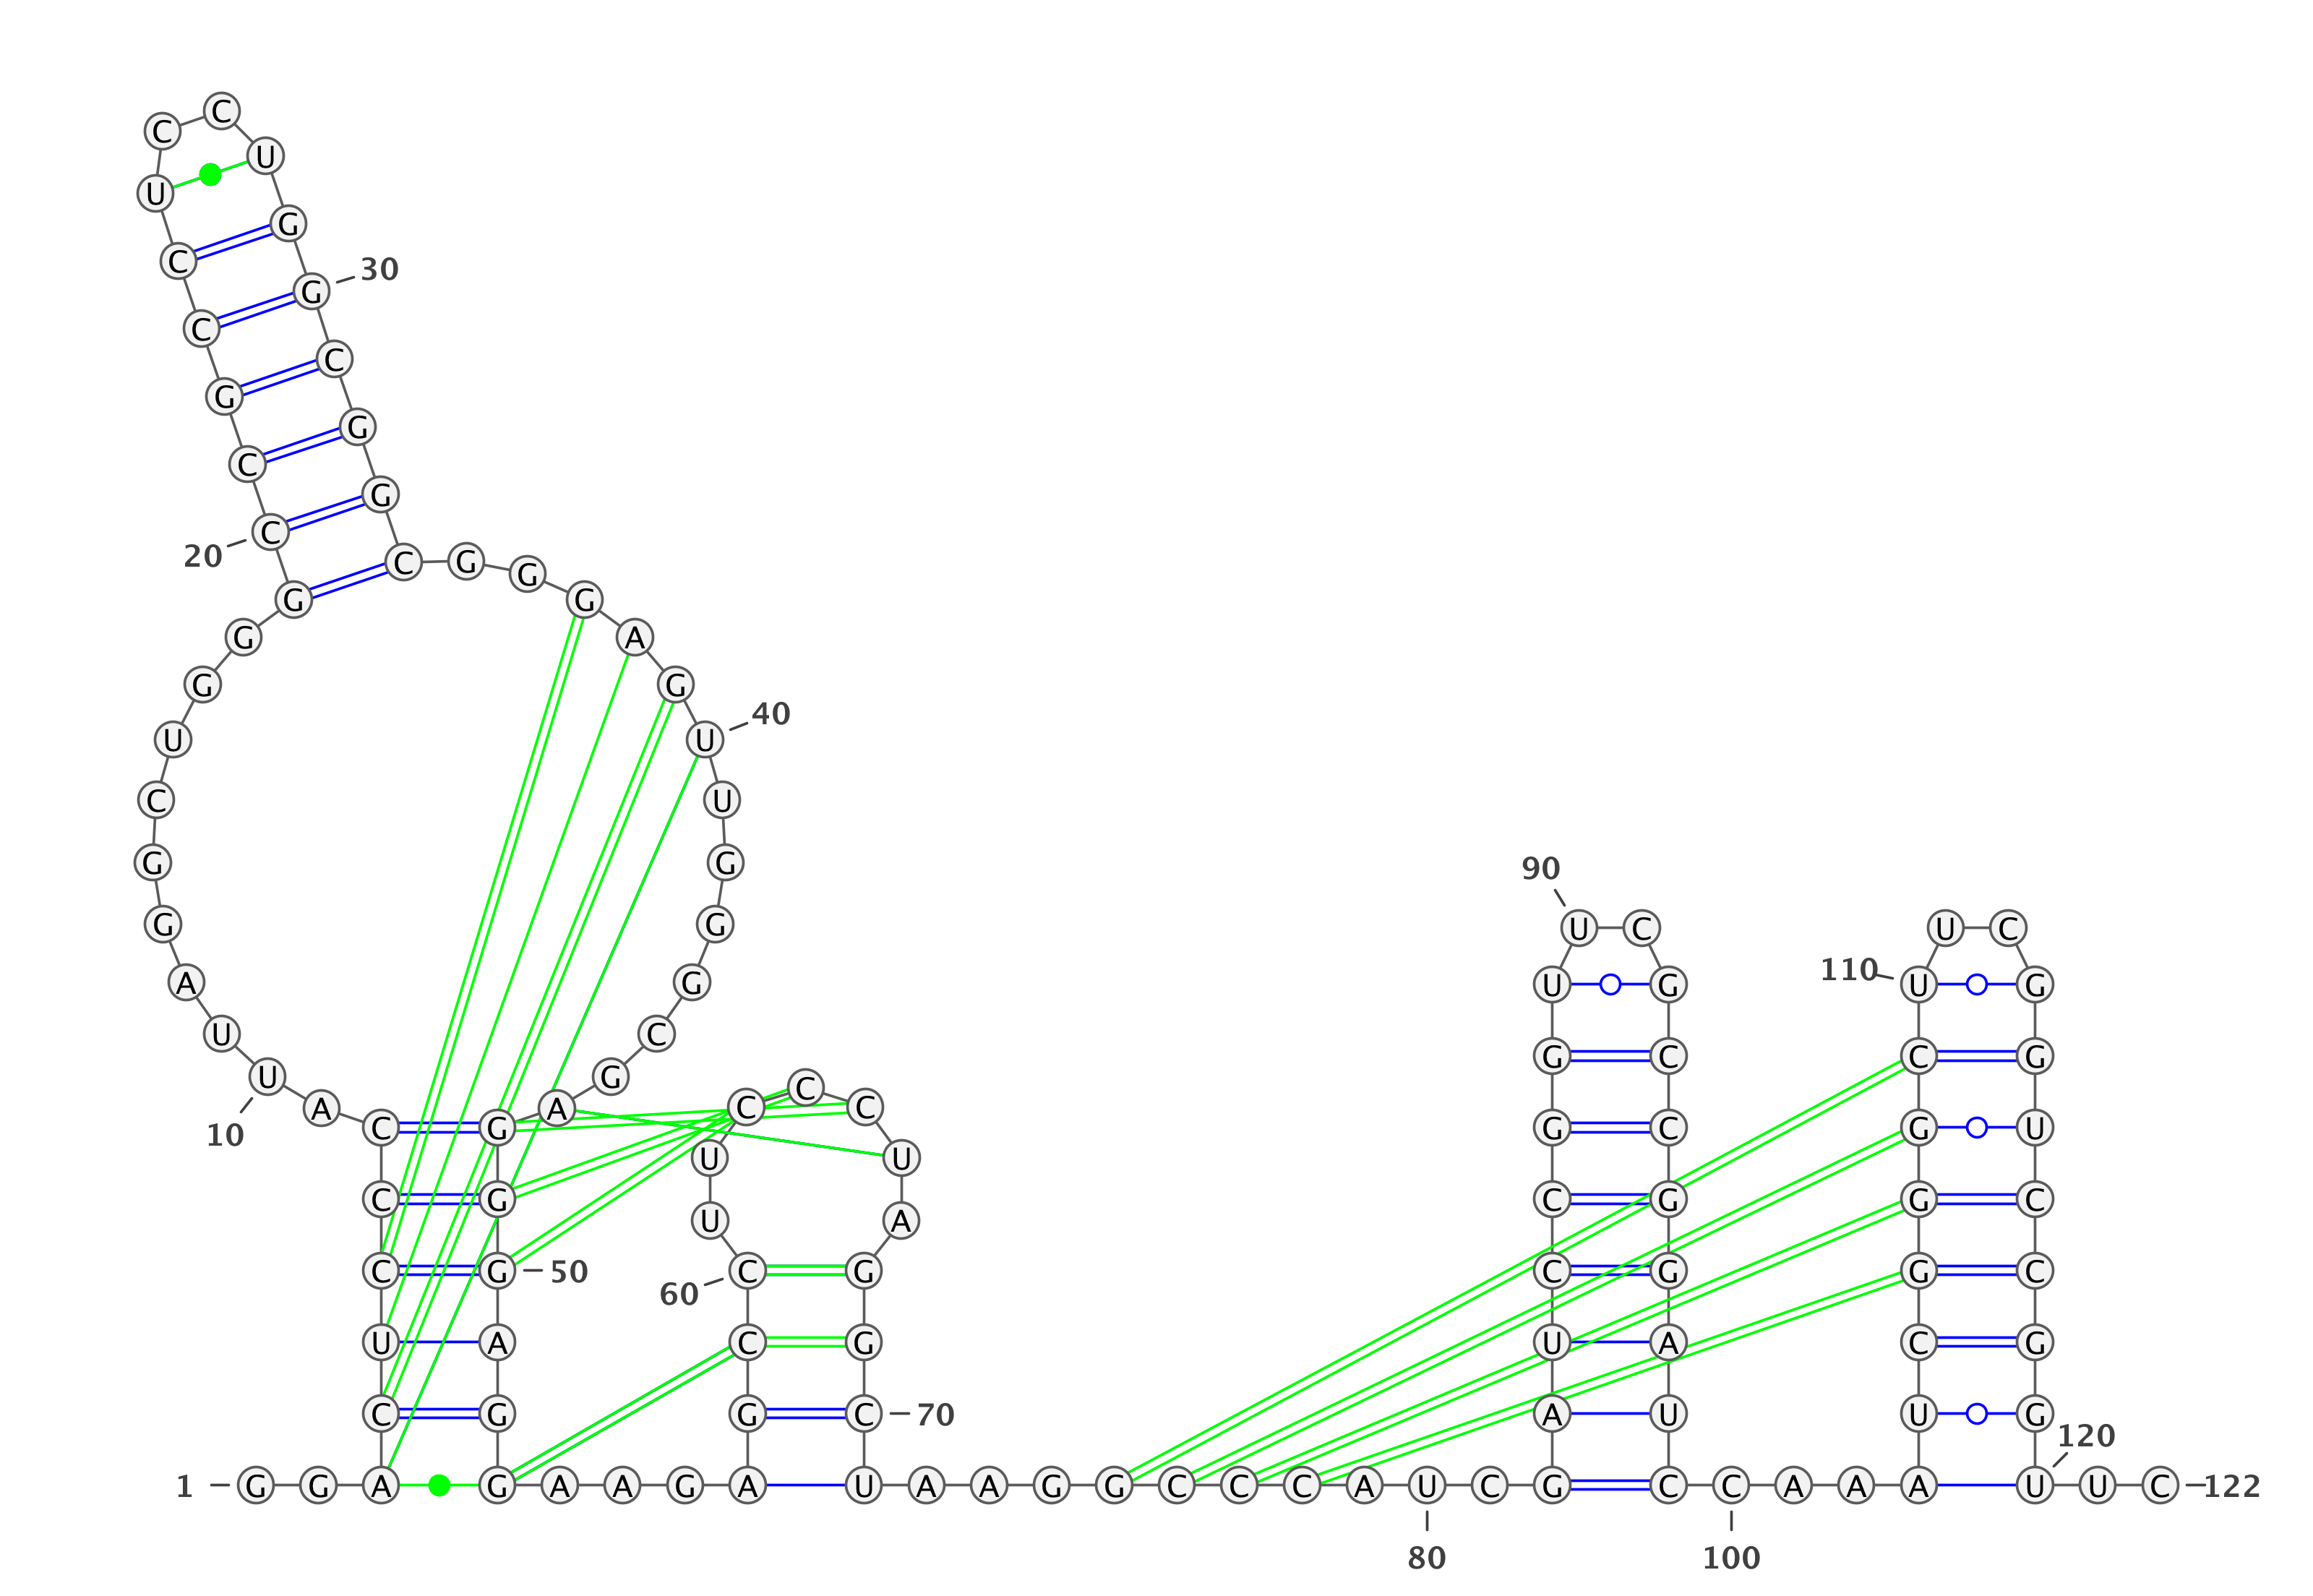 C
C
U
U
G
C
30
G
C
C
G
G
C
G
C
20
C G G
G G
G A
G G
40
U U
C U
90
G G
G G U C U C
110
A G U G U G
U C
G C C G
U G
C
A A C C
C G G C G U
10
U U
C G C G G C
U A
C G 50 C G C G G C
60
U A C G U A C G
C G G C 70 A U U G
120
1 G G A G A A G A U A A G G C C C A U C G C C A A A U U C 122
80 100